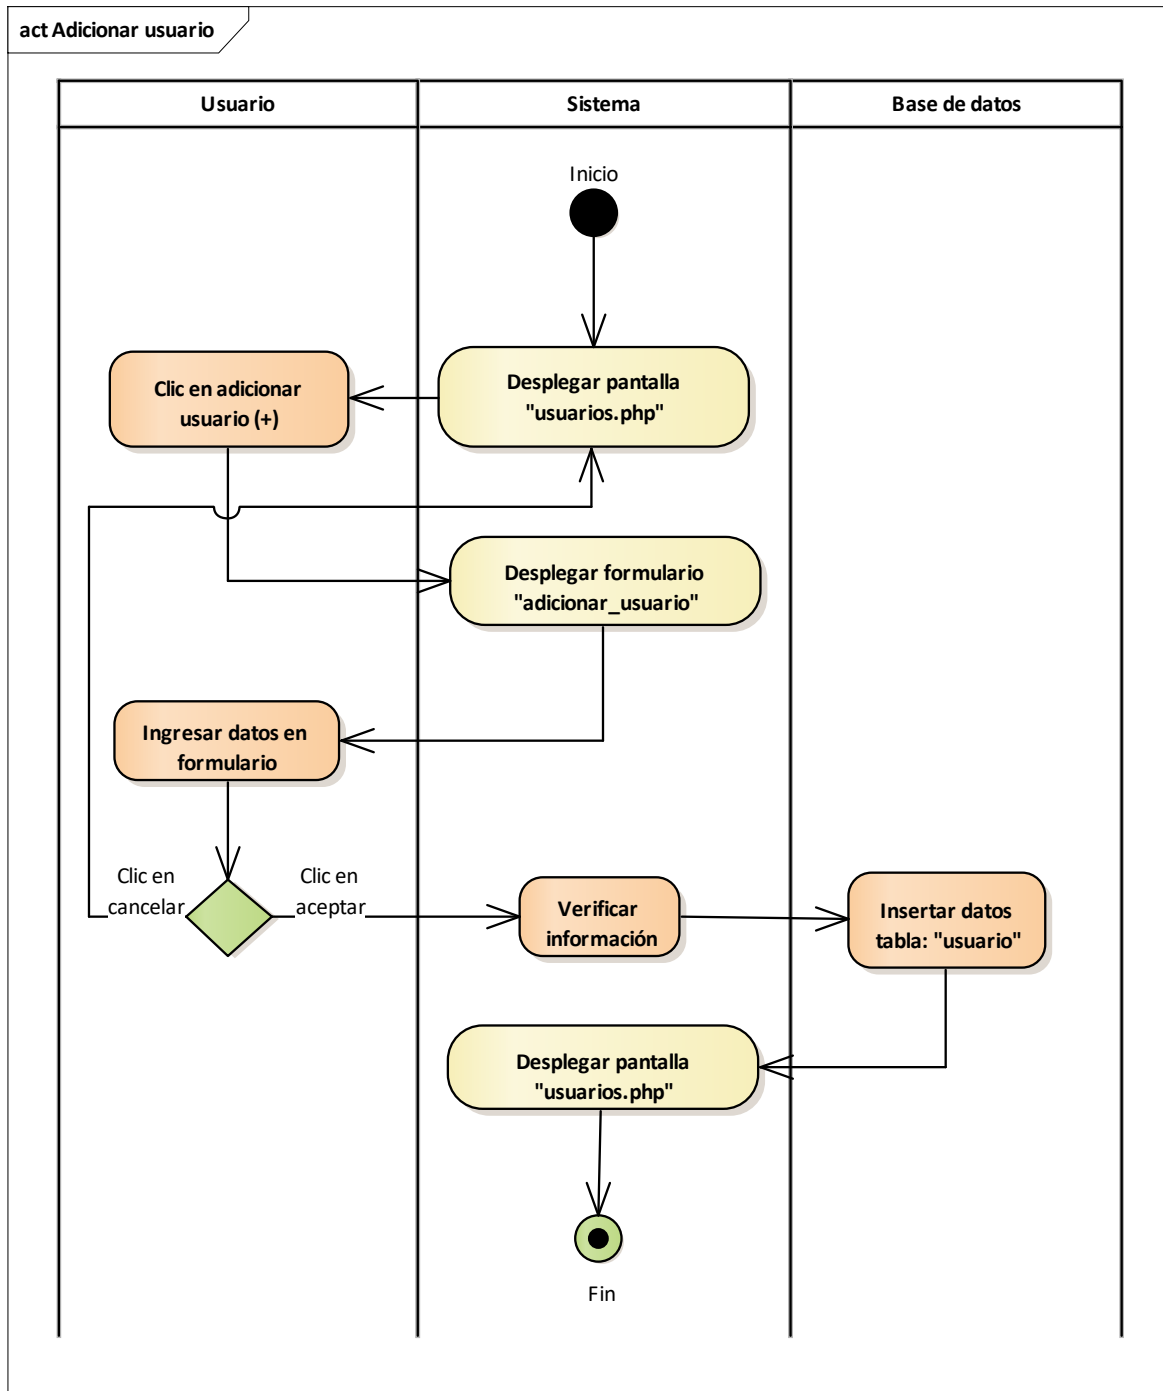 act Adicionar usuario
Usuario
Sistema
Base de datos
Inicio
Clic en adicionar
usuario (+)
Desplegar pantalla
"usuarios.php"
Desplegar formulario
"adicionar_usuario"
Ingresar datos en
formulario
Clic en
cancelar
Clic en
aceptar
Verificar
información
Insertar datos
tabla: "usuario"
Desplegar pantalla
"usuarios.php"
Fin